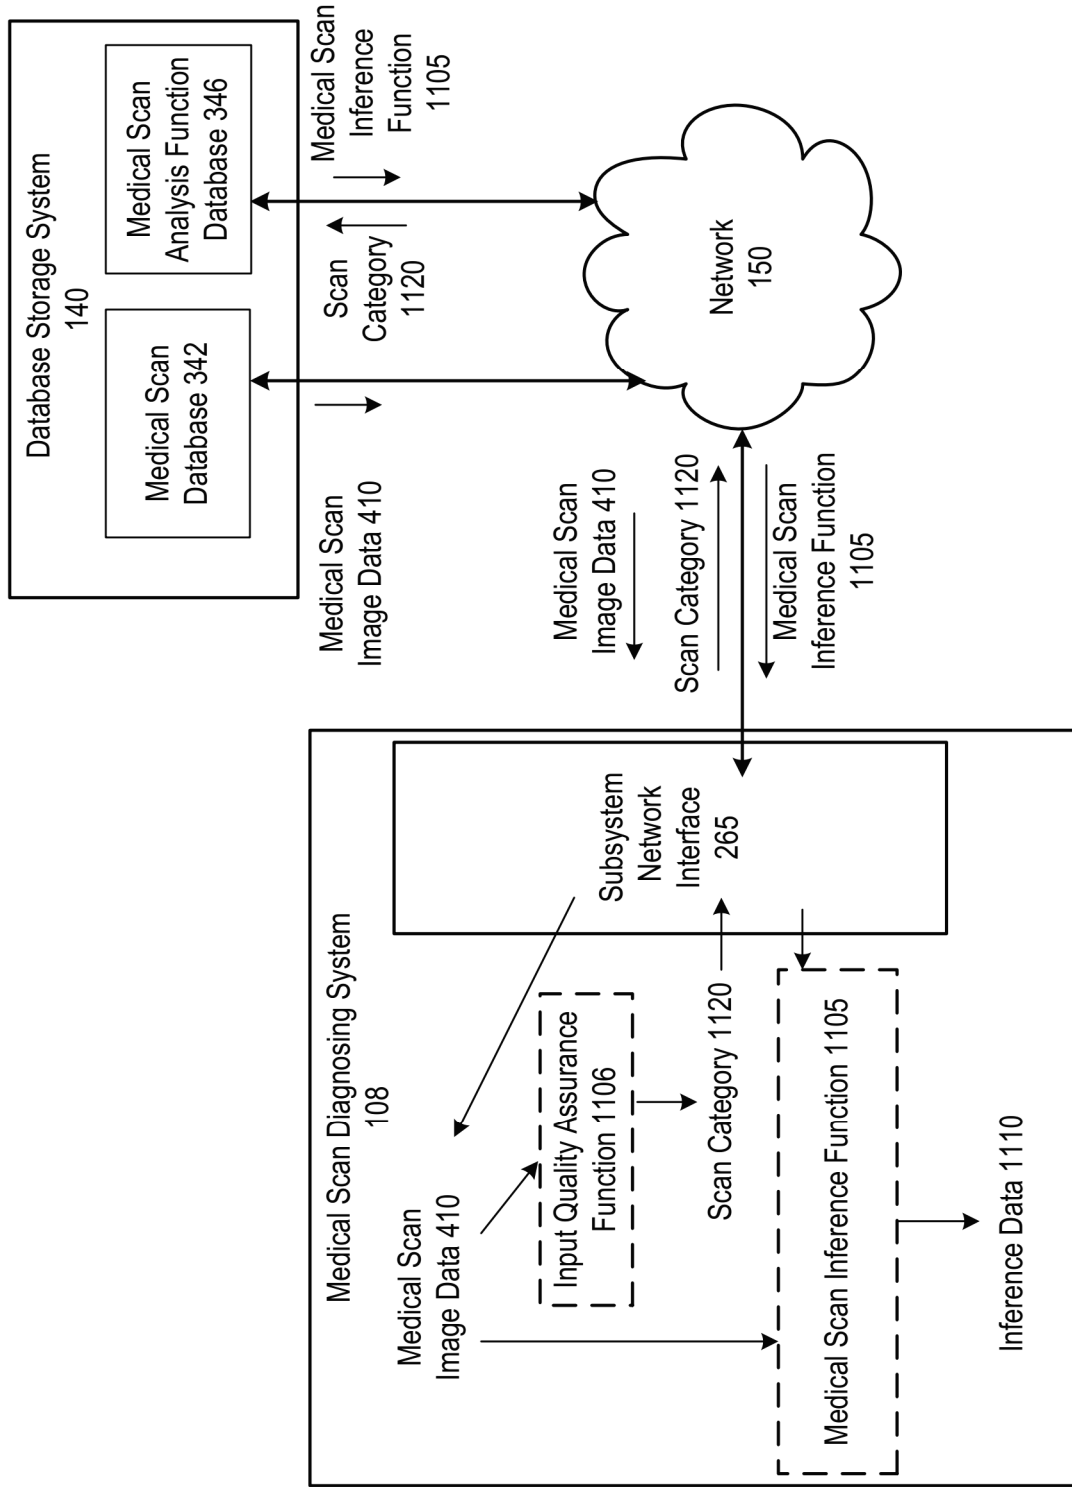 Medical Scan Diagnosing System
108
Medical Scan
Image Data 410
Input Quality Assurance
Function 1106
Scan Category 1120
Medical Scan Inference Function 1105
Inference Data 1110
Subsystem
Network
Interface
265
Medical Scan
Image Data 410
Scan Category 1120
Medical Scan
Inference Function
1105
Database Storage System
140
Medical Scan
Database 342
Medical Scan
Analysis Function
Database 346
Medical Scan
Image Data 410
Scan
Category
1120
Medical Scan
Inference
Function
1105
Network
150